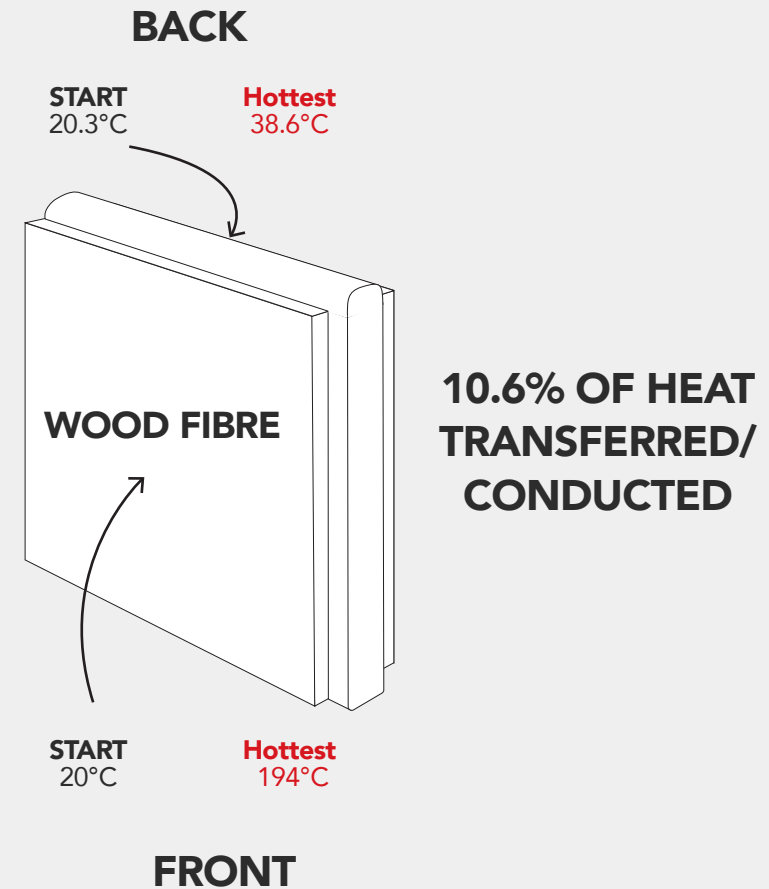 BACK
START
20.3°C
Hottest
38.6°C
WOOD FIBRE
10.6% OF HEAT
TRANSFERRED/
CONDUCTED
START
20°C
Hottest
194°C
FRONT